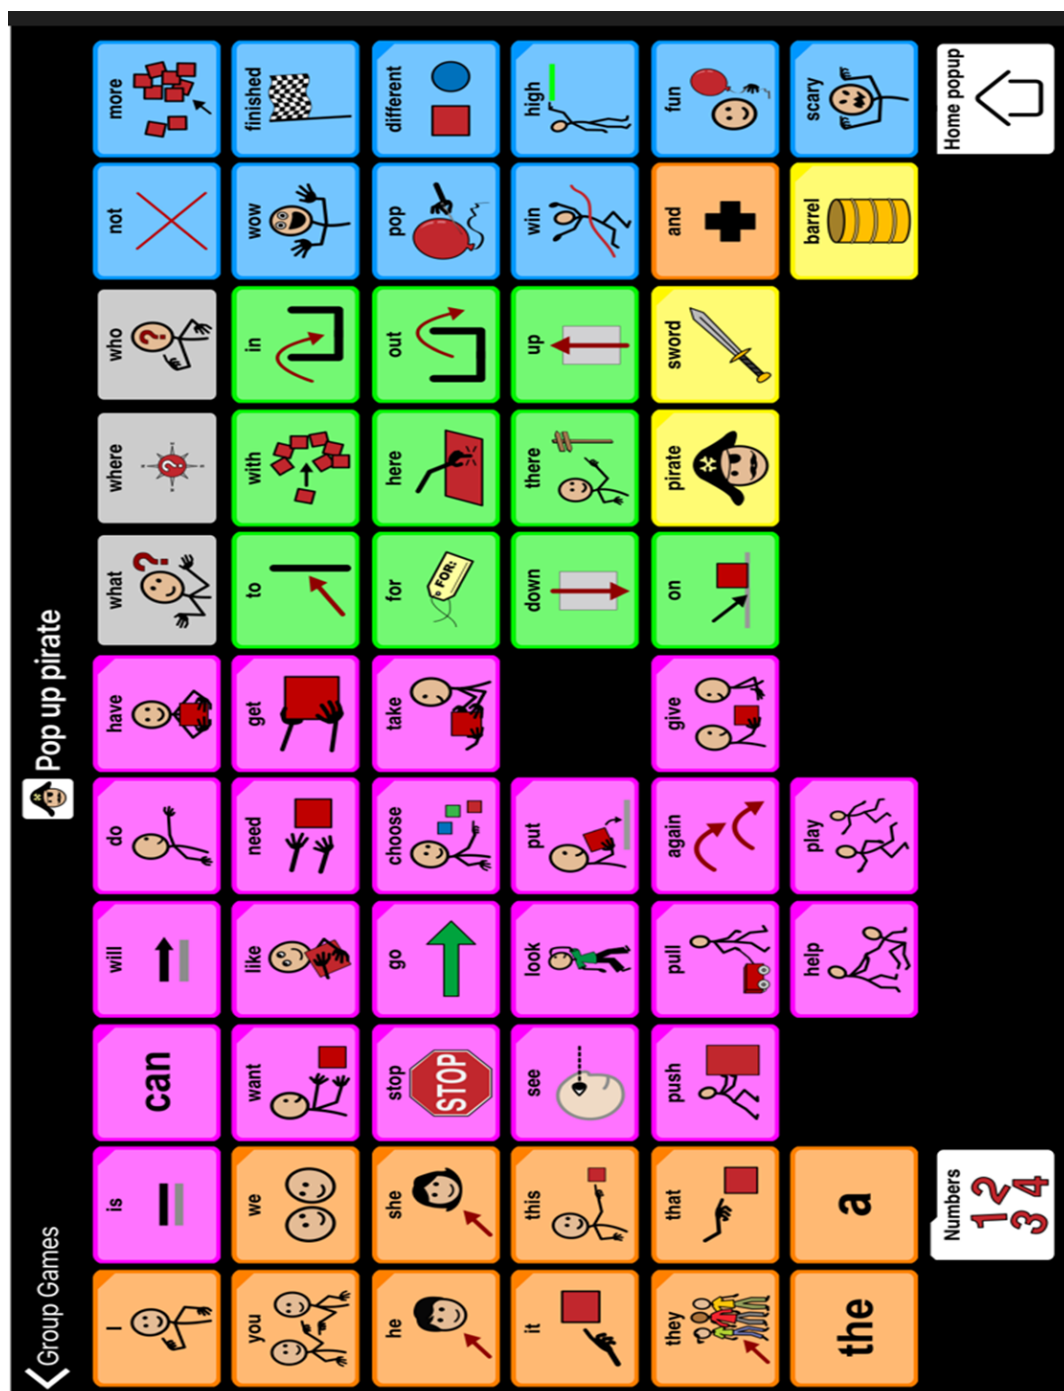 Group Games Pop up pirate
I is can will do have what where who not more
you we want like need get to with in wow finished
he she stop go choose take for here out pop different
STOP FOR:
it this see look put down there up win high
they that push pull again give on pirate sword and fun
the a help play barrel scary
Numbers Home popup
1 2
3 4